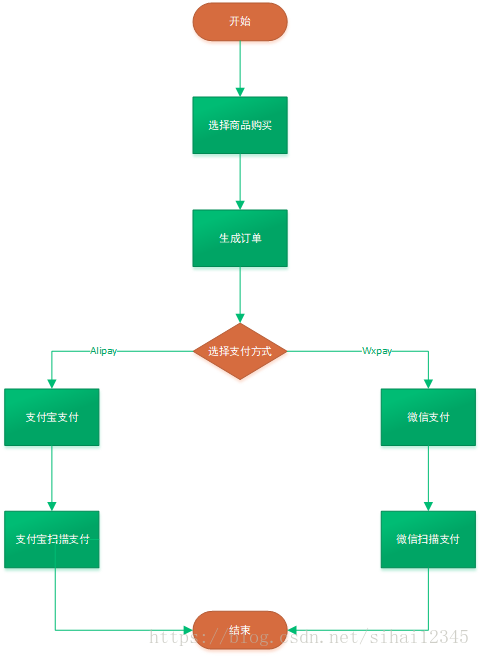 开始
选择商品购买
生成订单
选择支付方式
Alipay
Wxpay
支付宝支付
微信支付
支付宝扫描支付
微信扫描支付
结束
https://blog.csdn.net/sihai12345